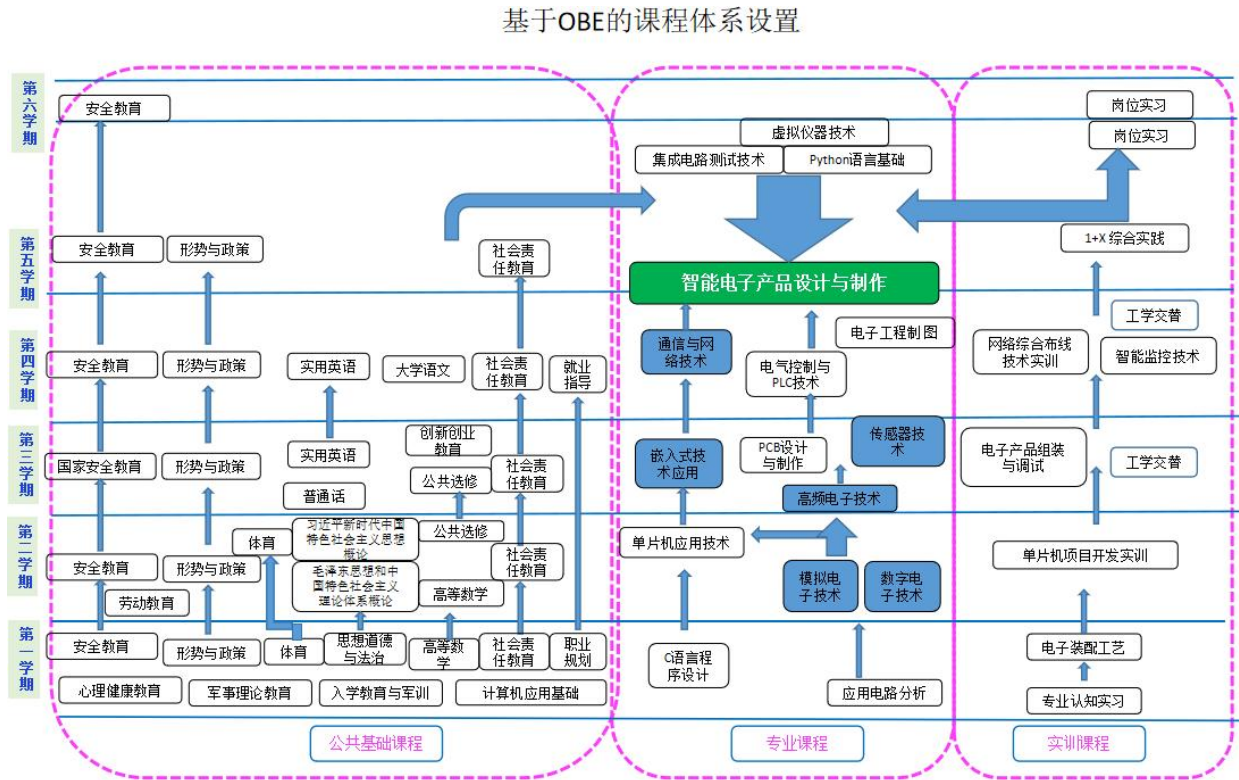 基于OBE的课程体系设置
第六学期
安全教育
岗位实习
岗位实习
虚拟仪器技术
集成电路测试技术
Python语言基础
第五学期
安全教育
形势与政策
社会责
任教育
1+X 综合实践
智能电子产品设计与制作
第四学期
安全教育
形势与政策
实用英语
大学语文
社会责
任教育
就业
指导
通信与网
络技术
电子工程制图
电气控制与
PLC技术
工学交替
网络综合布线
技术实训
智能监控技术
第三学期
国家安全教育
形势与政策
实用英语
普通话
创新创业
教育
公共选修
社会责
任教育
嵌入式技
术应用
PCB设计
与制作
传感器技
术
高频电子技术
电子产品组装
与调试
工学交替
第二学期
安全教育
劳动教育
形势与政策
体育
习近平新时代中国
特色社会主义思想
概论
毛泽东思想和中
国特色社会主义
理论体系概论
公共选修
高等数学
社会责
任教育
单片机应用技术
模拟电
子技术
数字电
子技术
单片机项目开发实训
第一学期
安全教育
形势与政策
体育
思想道德
与法治
高等数
学
社会责
任教育
职业
规划
心理健康教育
军事理论教育
入学教育与军训
计算机应用基础
C语言程
序设计
应用电路分析
电子装配工艺
专业认知实习
公共基础课程
专业课程
实训课程